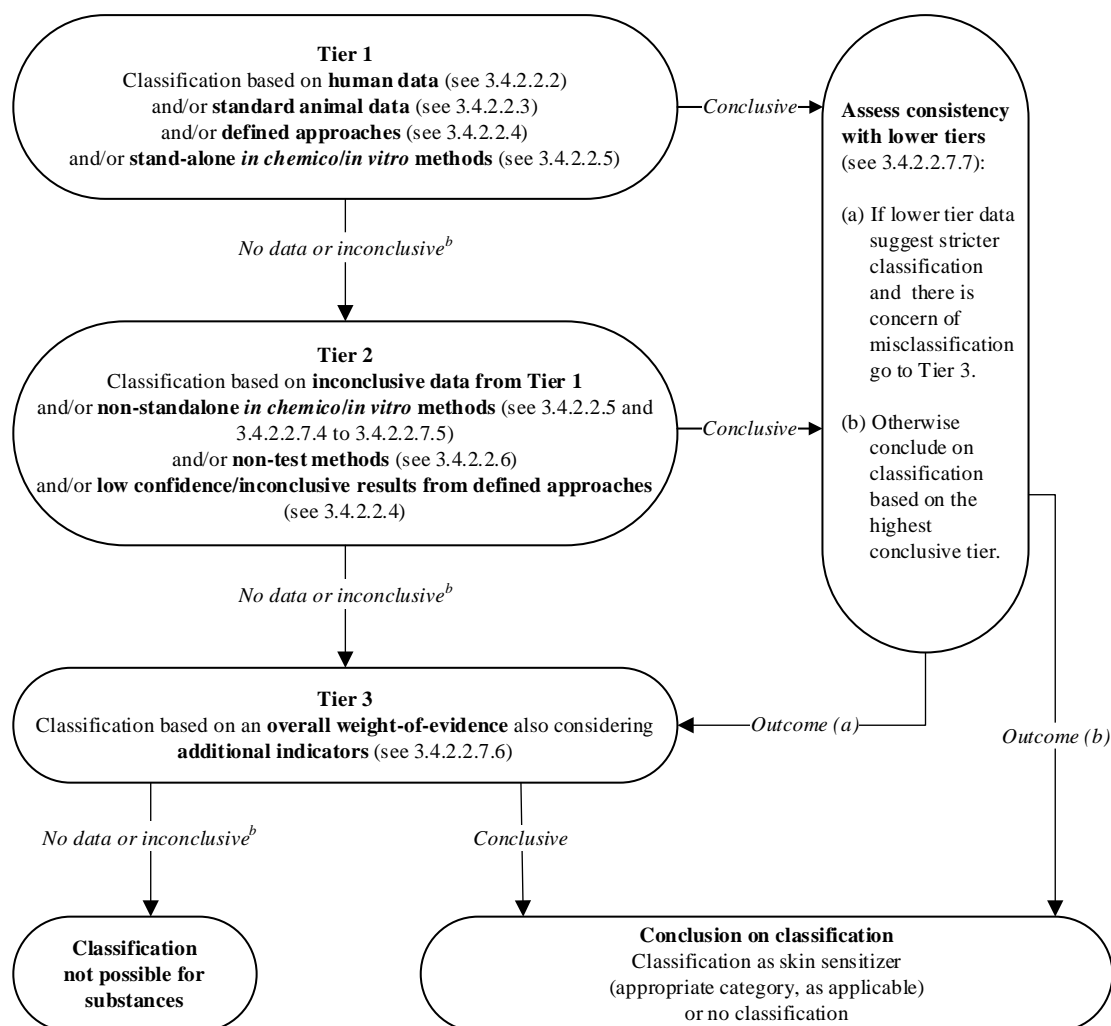 Tier 1
Classification based on human data (see 3.4.2.2.2)
and/or standard animal data (see 3.4.2.2.3)
and/or defined approaches (see 3.4.2.2.4)
and/or stand-alone in chemico/in vitro methods (see 3.4.2.2.5)
Conclusive
Assess consistency
with lower tiers
(see 3.4.2.2.7.7):
(a) If lower tier data
suggest stricter
classification
and there is
concern of
misclassification
go to Tier 3.
(b) Otherwise
conclude on
classification
based on the
highest
conclusive tier.
No data or inconclusiveb
Tier 2
Classification based on inconclusive data from Tier 1
and/or non-standalone in chemico/in vitro methods (see 3.4.2.2.5 and
3.4.2.2.7.4 to 3.4.2.2.7.5)
and/or non-test methods (see 3.4.2.2.6)
and/or low confidence/inconclusive results from defined approaches
(see 3.4.2.2.4)
Conclusive
No data or inconclusiveb
Tier 3
Classification based on an overall weight-of-evidence also considering
additional indicators (see 3.4.2.2.7.6)
Outcome (a)
Outcome (b)
No data or inconclusiveb
Conclusive
Classification
not possible for
substances
Conclusion on classification
Classification as skin sensitizer
(appropriate category, as applicable)
or no classification